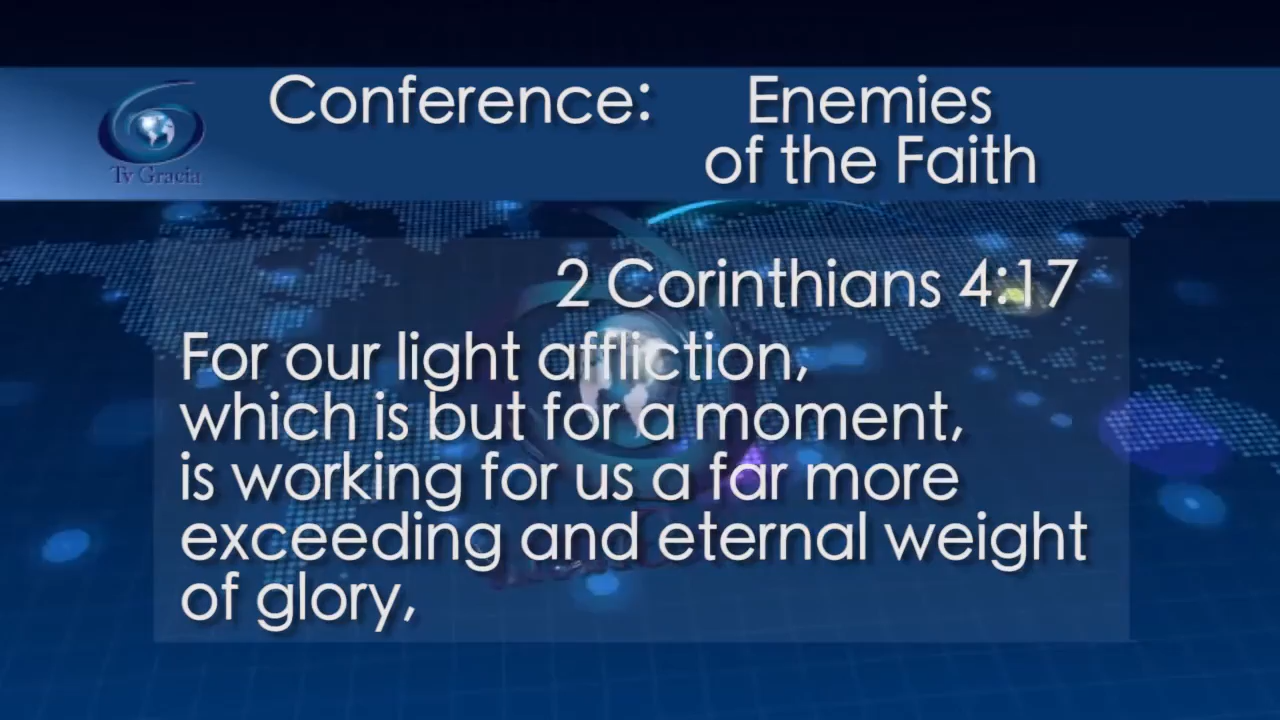 Conference: Enemies
of the Faith
Tv Gracia
2 Corinthians 4:17
For our light affliction,
which is but for a moment,
is working for us a far more
exceeding and eternal weight
of glory,